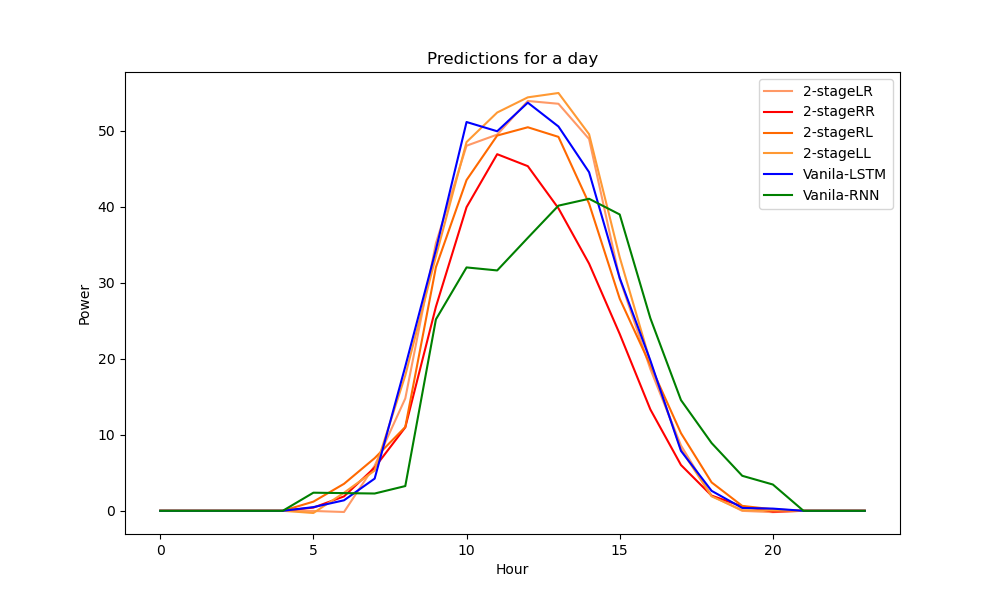 Predictions for a day
2-stageLR
2-stageRR
2-stageRL
2-stageLL
Vanila-LSTM
Vanila-RNN
50
40
30
20
10
0
Power
0 5 10 15 20
Hour